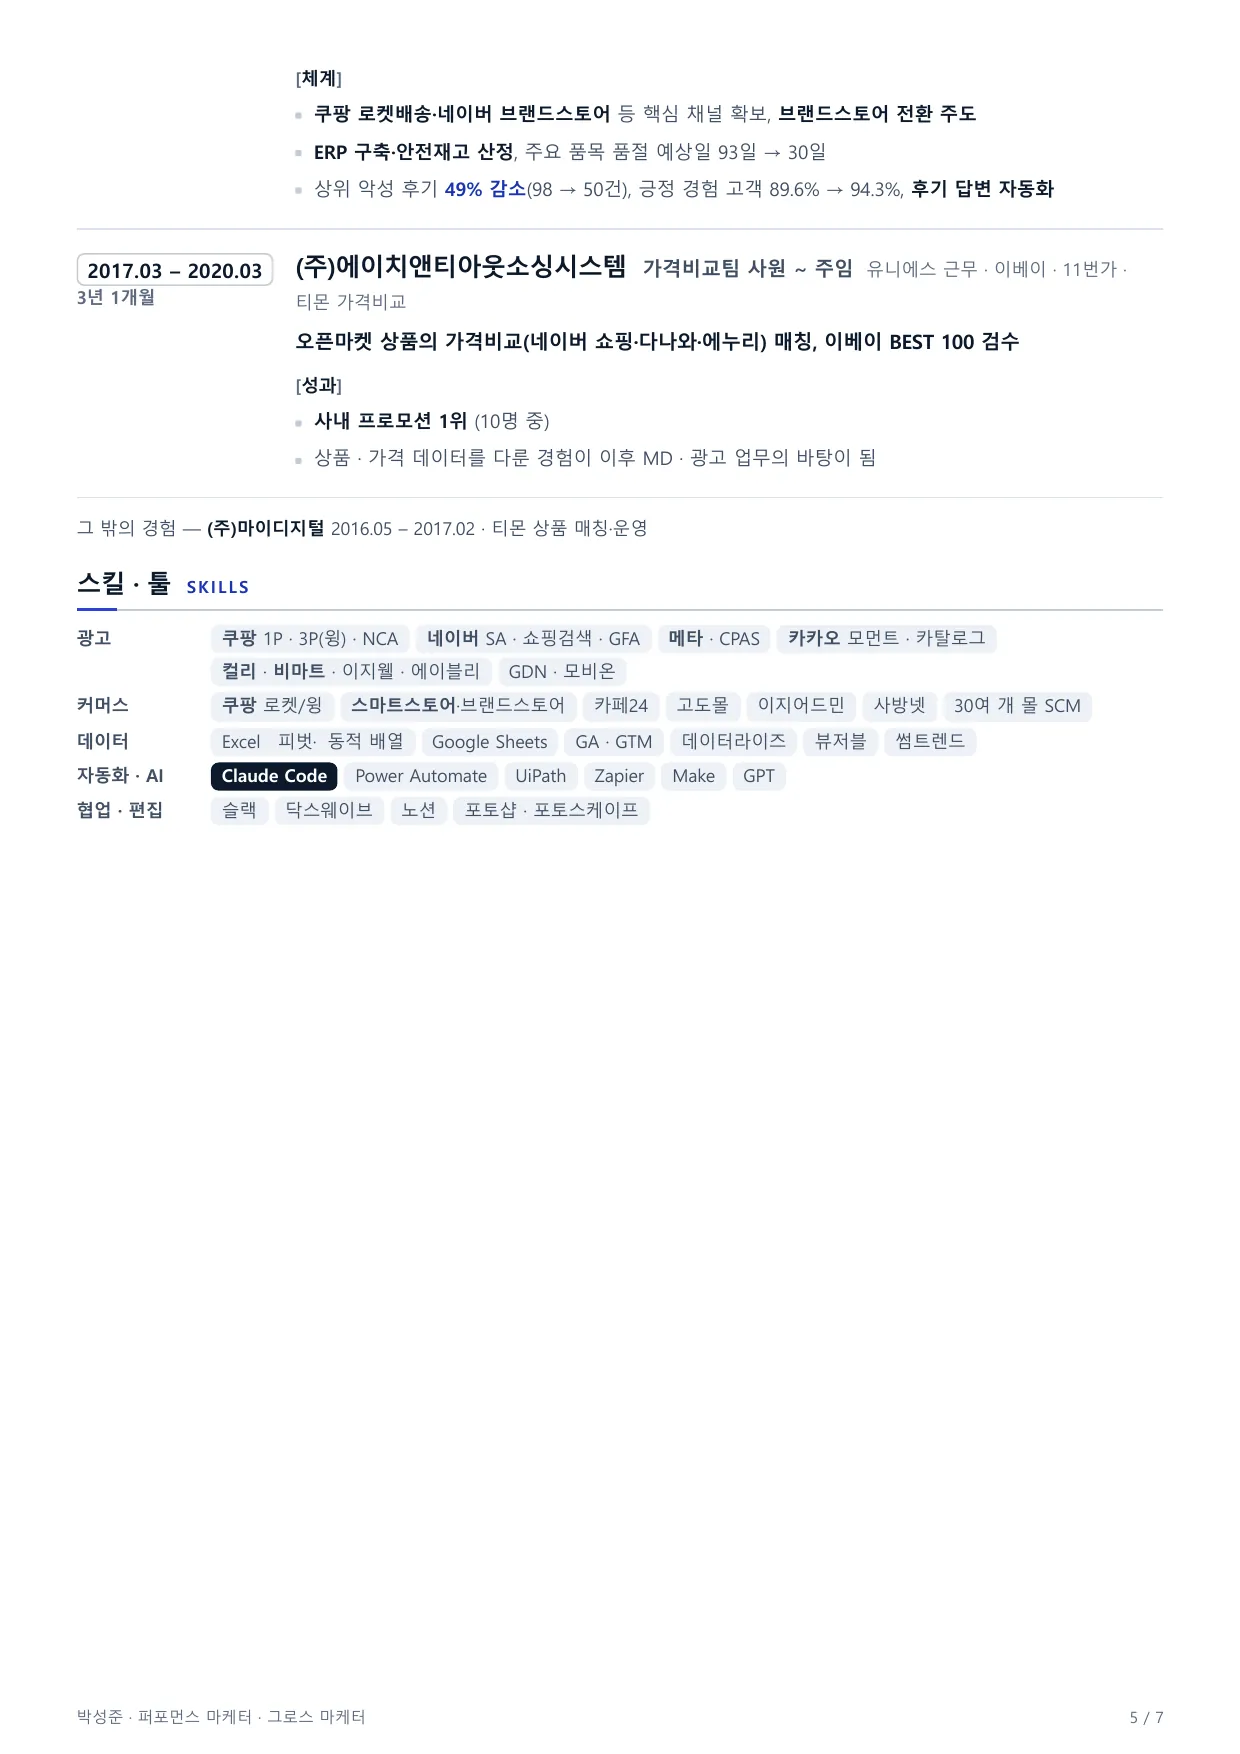 [체계]
쿠팡 로켓배송·네이버 브랜드스토어 등 핵심 채널 확보, 브랜드스토어 전환 주도
ERP 구축·안전재고 산정, 주요 품목 품절 예상일 93일 → 30일
상위 악성 후기 49% 감소(98 → 50건), 긍정 경험 고객 89.6% → 94.3%, 후기 답변 자동화
2017.03 – 2020.03
3년 1개월
(주)에이치앤티아웃소싱시스템 가격비교팀 사원 ~ 주임 유니에스 근무 · 이베이 · 11번가 ·
티몬 가격비교
오픈마켓 상품의 가격비교(네이버 쇼핑·다나와·에누리) 매칭, 이베이 BEST 100 검수
[성과]
사내 프로모션 1위 (10명 중)
상품 · 가격 데이터를 다룬 경험이 이후 MD · 광고 업무의 바탕이 됨
그 밖의 경험 — (주)마이디지털 2016.05 – 2017.02 · 티몬 상품 매칭·운영
스킬 · 툴 SKILLS
광고 쿠팡 1P · 3P(윙) · NCA 네이버 SA · 쇼핑검색 · GFA 메타 · CPAS 카카오 모먼트 · 카탈로그
컬리 · 비마트 · 이지웰 · 에이블리 GDN · 모비온
커머스 쿠팡 로켓/윙 스마트스토어·브랜드스토어 카페24 고도몰 이지어드민 사방넷 30여 개 몰 SCM
데이터 Excel 피벗· 동적 배열 Google Sheets GA · GTM 데이터라이즈 뷰저블 썸트렌드
자동화 · AI Claude Code Power Automate UiPath Zapier Make GPT
협업 · 편집 슬랙 닥스웨이브 노션 포토샵 · 포토스케이프
박성준 · 퍼포먼스 마케터 · 그로스 마케터
5 / 7